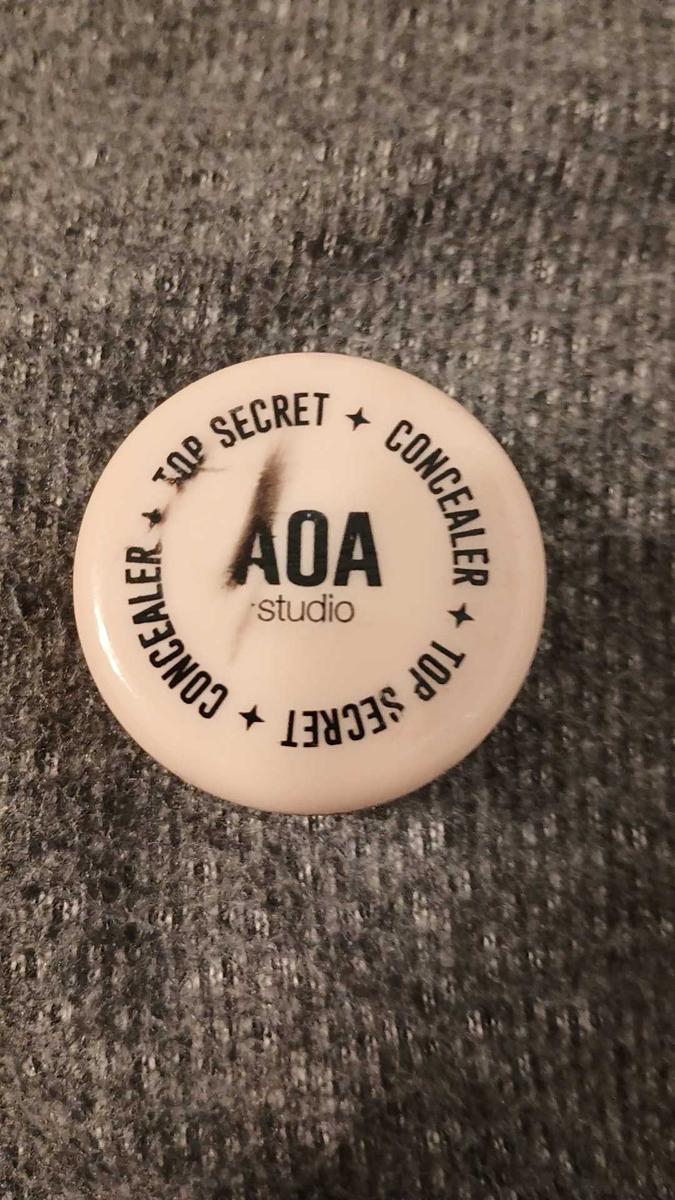 TOP SECRET ✦ CONCEALER ✦ TOP SECRET ✦ CONCEALER ✦
AOA
studio